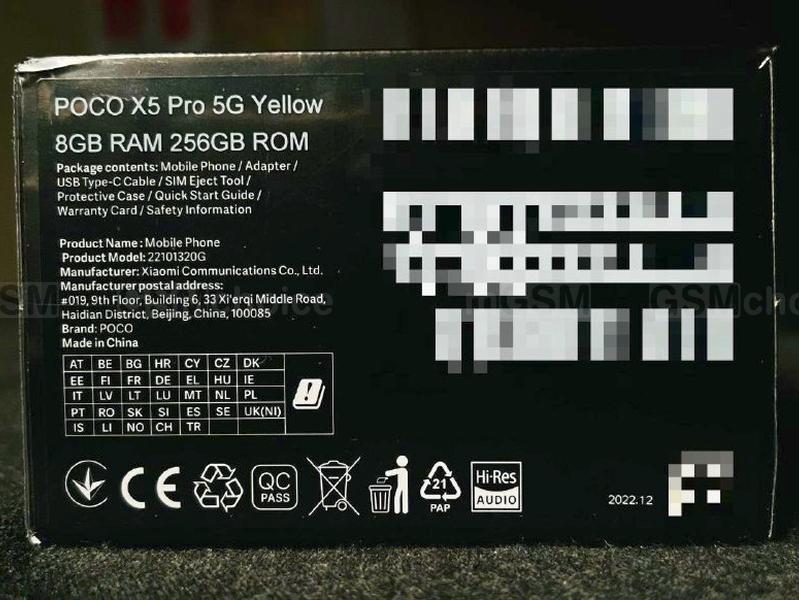 POCO X5 Pro 5G Yellow
8GB RAM 256GB ROM
Package contents: Mobile Phone / Adapter /
USB Type-C Cable / SIM Eject Tool /
Protective Case / Quick Start Guide /
Warranty Card / Safety Information
Product Name: Mobile Phone
Product Model: 22101320G
Manufacturer: Xiaomi Communications Co., Ltd.
Manufacturer postal address:
#019, 9th Floor, Building 6, 33 Xi'erqi Middle Road,
Haidian District, Beijing, China, 100085
Brand: POCO
Made in China
AT BE BG HR CY CZ DK
EE FI FR DE EL HU IE
IT LV LT LU MT NL PL
PT RO SK SI ES SE UK(NI)
IS LI NO CH TR
CE QC PASS 21 PAP Hi-Res AUDIO
2022.12